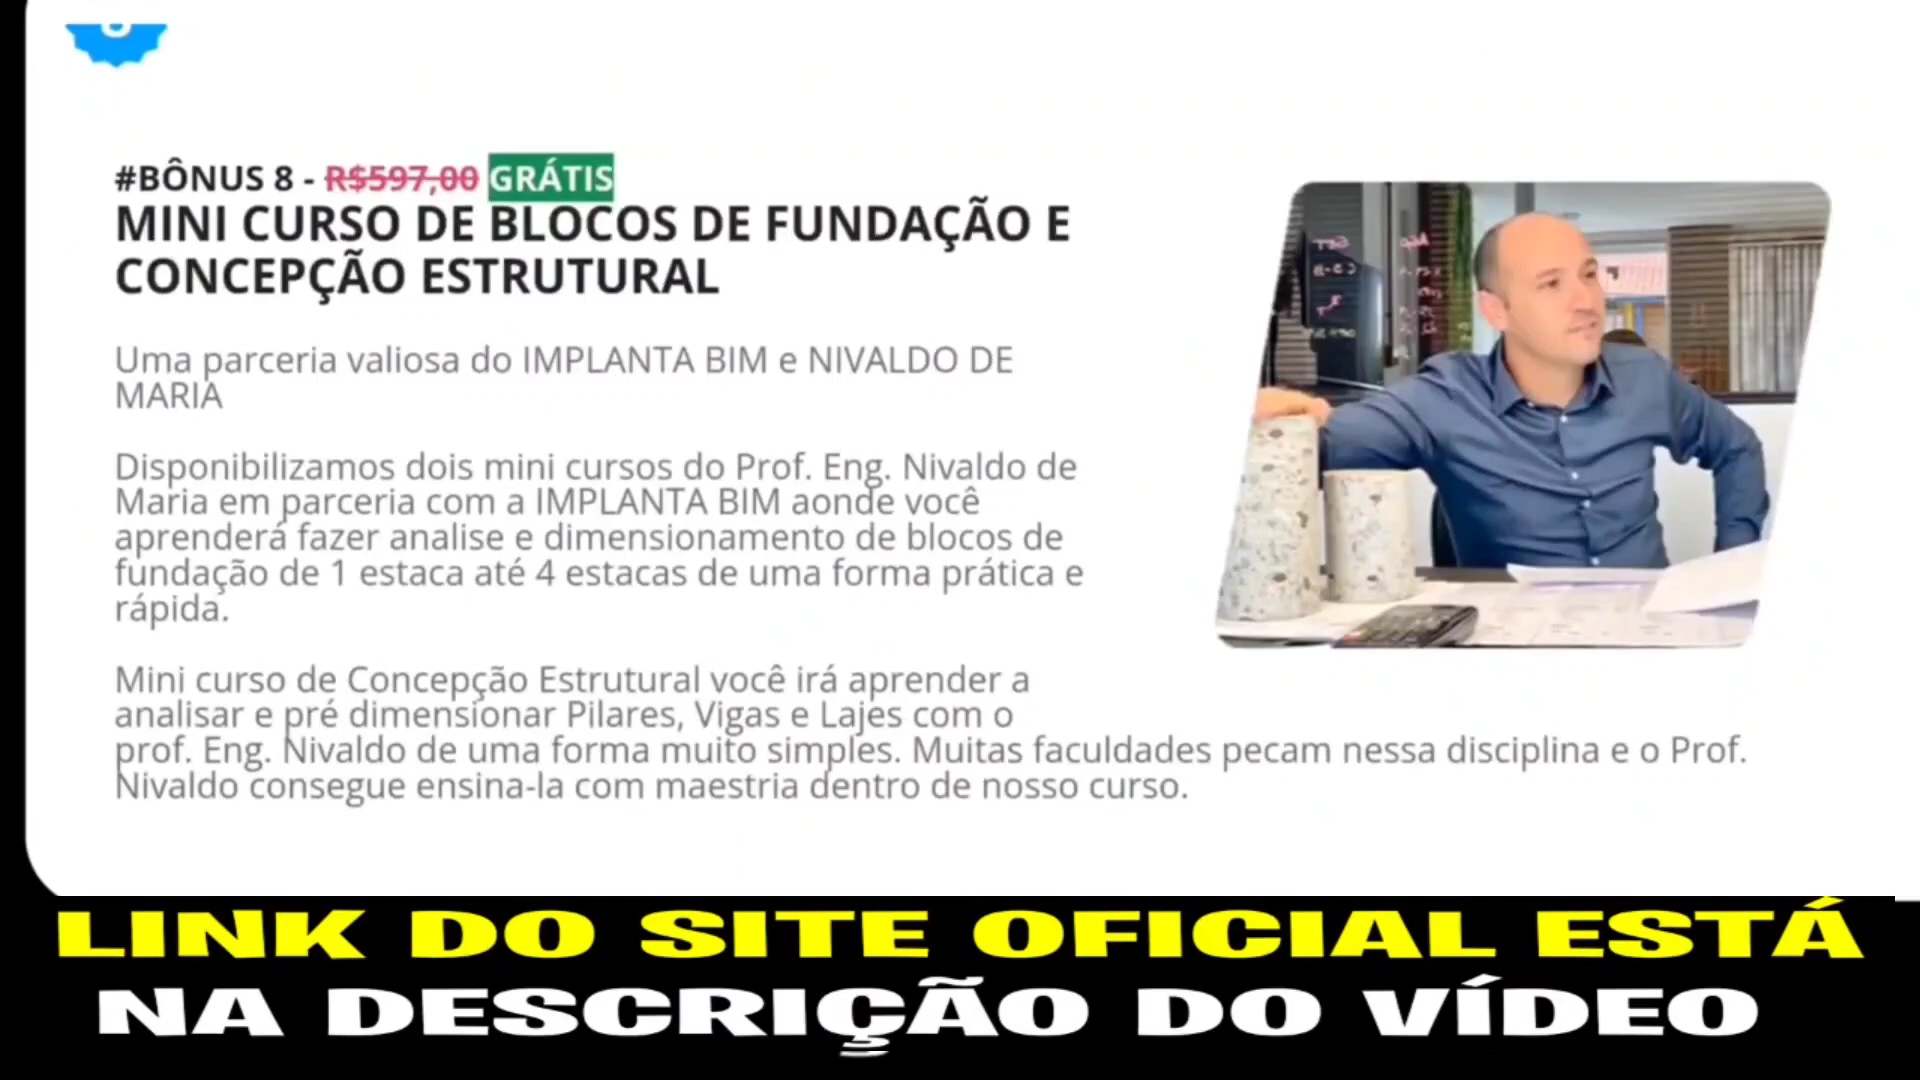 #BÔNUS 8 - R$597,00 GRÁTIS
MINI CURSO DE BLOCOS DE FUNDAÇÃO E
CONCEPÇÃO ESTRUTURAL
Uma parceria valiosa do IMPLANTA BIM e NIVALDO DE
MARIA
Disponibilizamos dois mini cursos do Prof. Eng. Nivaldo de
Maria em parceria com a IMPLANTA BIM aonde você
aprenderá fazer analise e dimensionamento de blocos de
fundação de 1 estaca até 4 estacas de uma forma prática e
rápida.
Mini curso de Concepção Estrutural você irá aprender a
analisar e pré dimensionar Pilares, Vigas e Lajes com o
prof. Eng. Nivaldo de uma forma muito simples. Muitas faculdades pecam nessa disciplina e o Prof.
Nivaldo consegue ensina-la com maestria dentro de nosso curso.
LINK DO SITE OFICIAL ESTÁ
NA DESCRIÇÃO DO VÍDEO